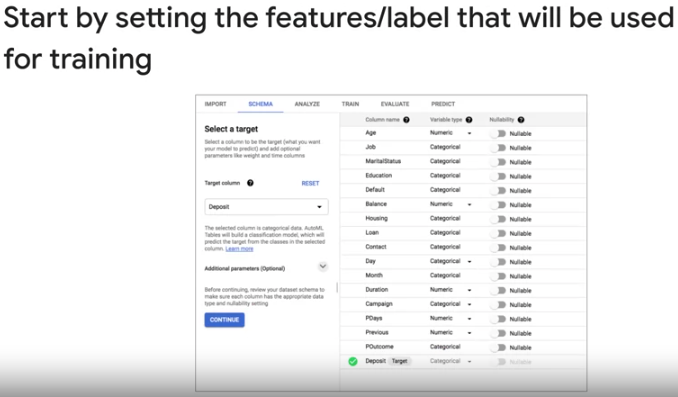 Start by setting the features/label that will be used
for training
IMPORT SCHEMA ANALYZE TRAIN EVALUATE PREDICT
Select a target
Select a column to be the target (what you want
your model to predict) and add optional
parameters like weight and time columns
Target column ? RESET
Deposit
The selected column is categorical data. AutoML
Tables will build a classification model, which will
predict the target from the classes in the selected
column. Learn more
Additional parameters (Optional)
Before continuing, review your dataset schema to
make sure each column has the appropriate data
type and nullability setting
CONTINUE
Column name ? Variable type ? Nullability ?
Age Numeric Nullable
Job Categorical Nullable
MaritalStatus Categorical Nullable
Education Categorical Nullable
Default Categorical Nullable
Balance Numeric Nullable
Housing Categorical Nullable
Loan Categorical Nullable
Contact Categorical Nullable
Day Categorical Nullable
Month Categorical Nullable
Duration Numeric Nullable
Campaign Categorical Nullable
PDays Numeric Nullable
Previous Numeric Nullable
POutcome Categorical Nullable
Deposit Target Categorical Nullable